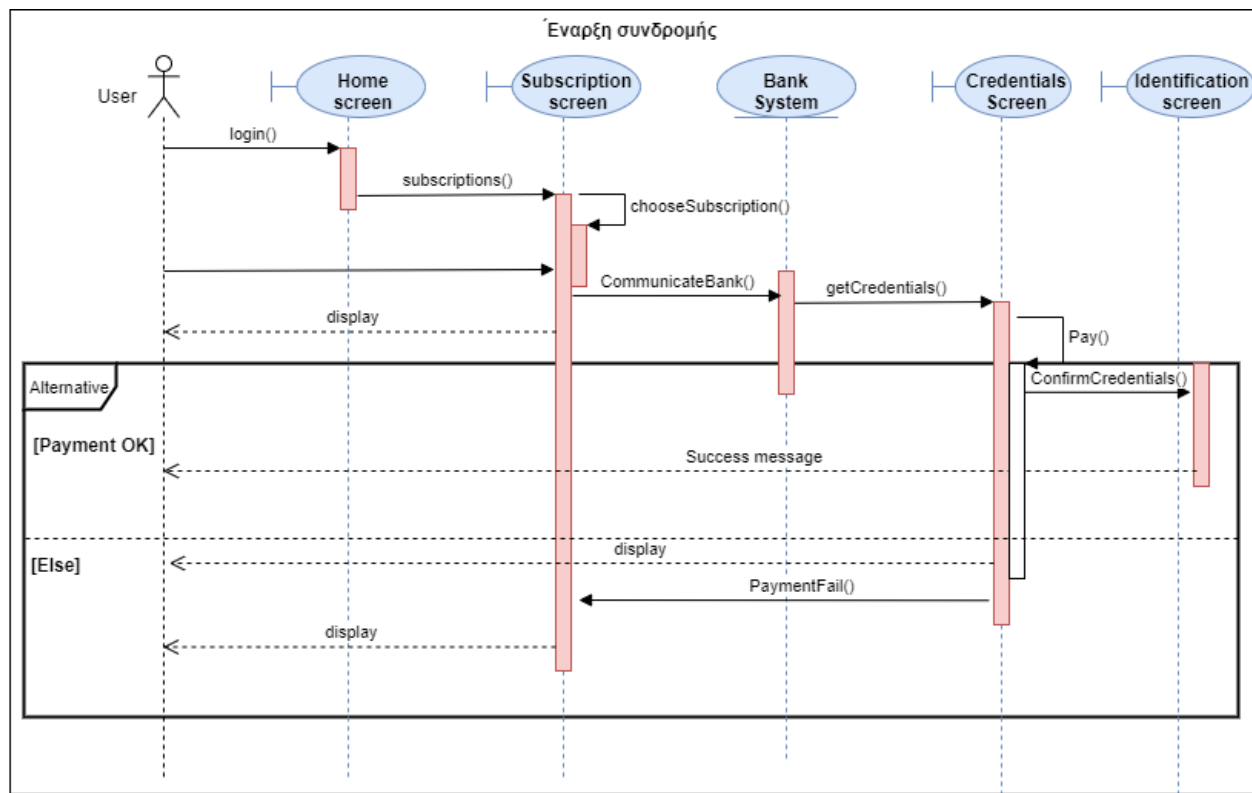 Έναρξη συνδρομής
User
Home
screen
Subscription
screen
Bank
System
Credentials
Screen
Identification
screen
login()
subscriptions()
chooseSubscription()
CommunicateBank()
getCredentials()
display
Pay()
Alternative
ConfirmCredentials()
[Payment OK]
Success message
display
[Else]
PaymentFail()
display